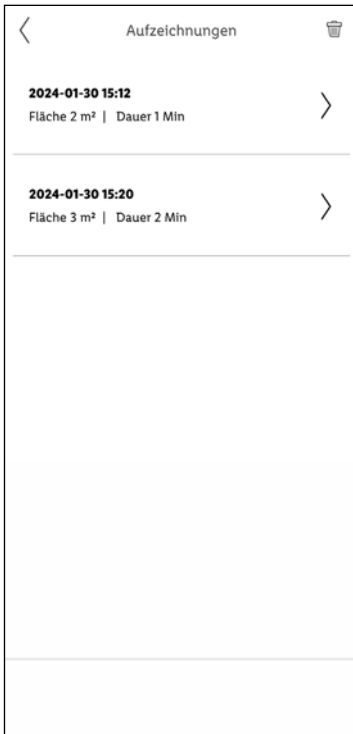 Aufzeichnungen
2024-01-30 15:12
Fläche 2 m² | Dauer 1 Min
2024-01-30 15:20
Fläche 3 m² | Dauer 2 Min